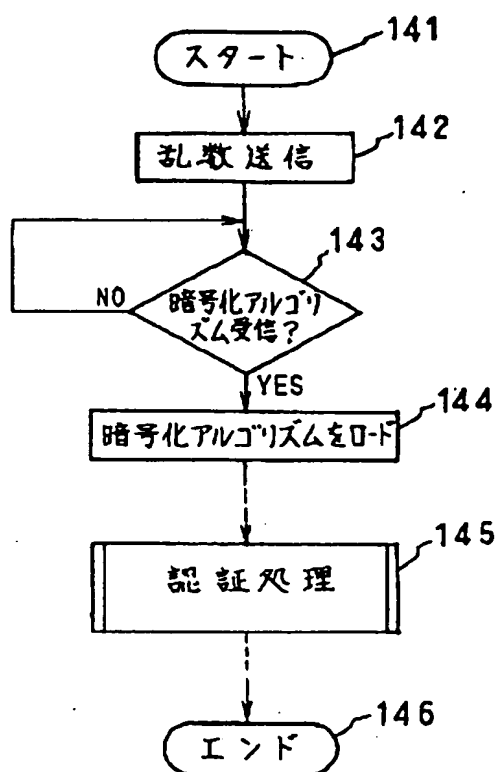 スタート
141
乱数送信
142
143
暗号化アルゴリ
ズム受信?
NO
YES
144
暗号化アルゴリズムをロード
145
認証処理
146
エンド